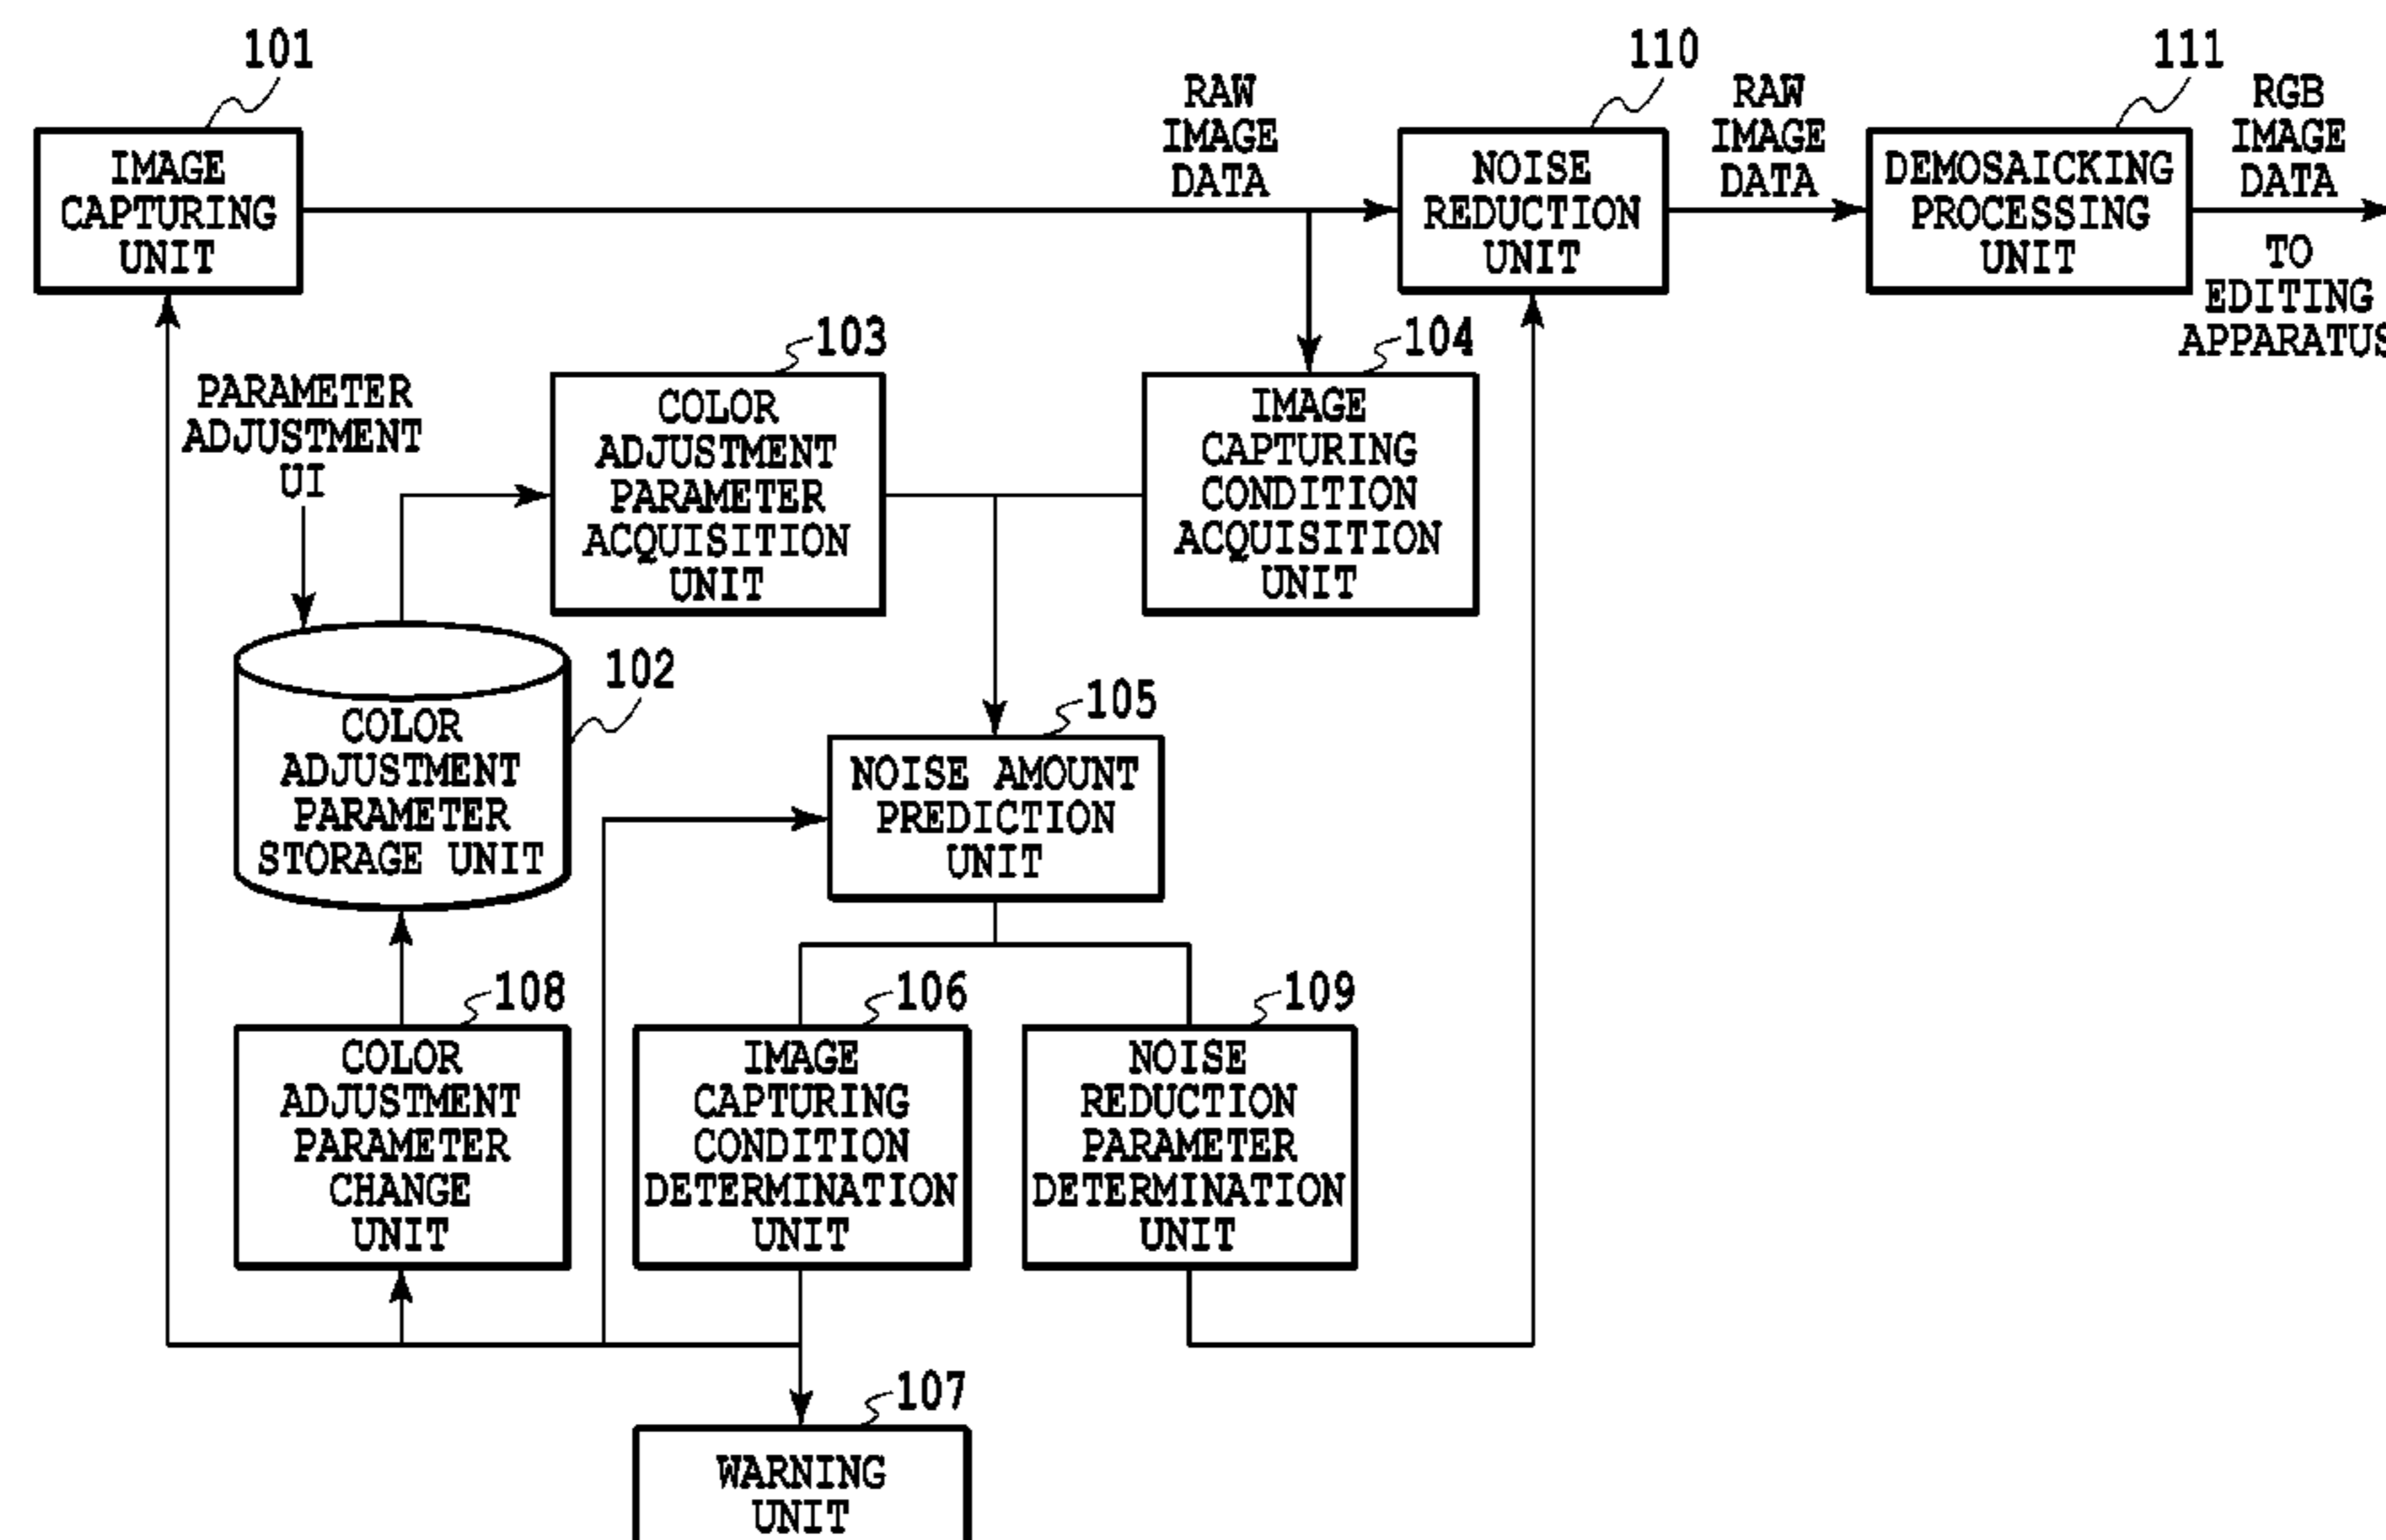 101
IMAGE
CAPTURING
UNIT
RAW
IMAGE
DATA
110
NOISE
REDUCTION
UNIT
RAW
IMAGE
DATA
111
DEMOSAICKING
PROCESSING
UNIT
RGB
IMAGE
DATA
TO
EDITING
APPARATUS
PARAMETER
ADJUSTMENT
UI
103
COLOR
ADJUSTMENT
PARAMETER
ACQUISITION
UNIT
104
IMAGE
CAPTURING
CONDITION
ACQUISITION
UNIT
102
COLOR
ADJUSTMENT
PARAMETER
STORAGE UNIT
105
NOISE AMOUNT
PREDICTION
UNIT
108
COLOR
ADJUSTMENT
PARAMETER
CHANGE
UNIT
106
IMAGE
CAPTURING
CONDITION
DETERMINATION
UNIT
109
NOISE
REDUCTION
PARAMETER
DETERMINATION
UNIT
107
WARNING
UNIT